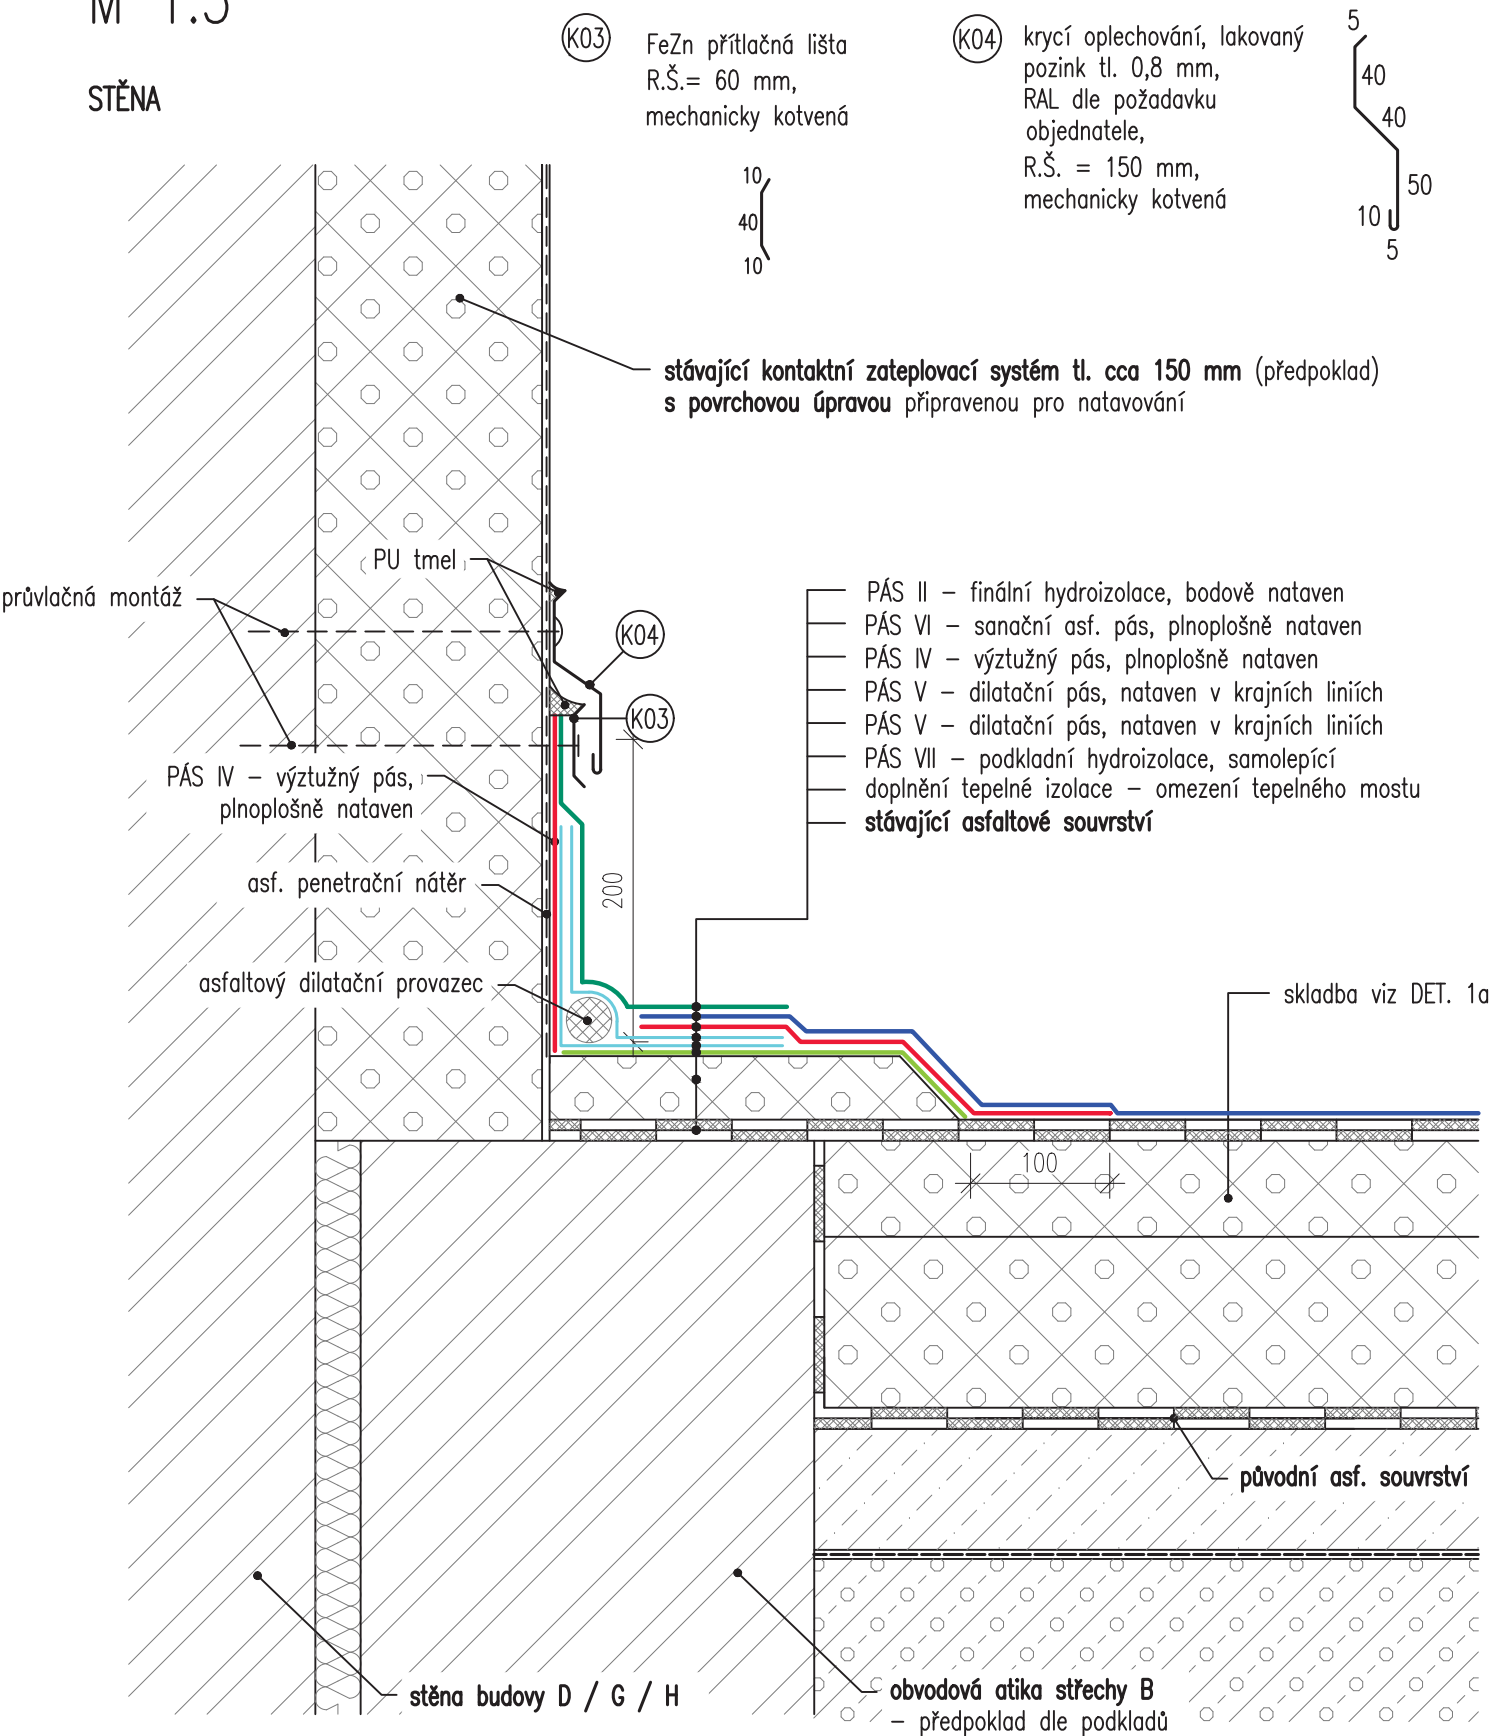 M 1:5
STĚNA
K03
FeZn přítlačná lišta
R.Š.= 60 mm,
mechanicky kotvená
10
40
10
K04
krycí oplechování, lakovaný
pozink tl. 0,8 mm,
RAL dle požadavku
objednatele,
R.Š. = 150 mm,
mechanicky kotvená
5
40
40
50
10
5
stávající kontaktní zateplovací systém tl. cca 150 mm (předpoklad)
s povrchovou úpravou připravenou pro natavování
PU tmel
průvlačná montáž
K04
K03
PÁS IV – výztužný pás,
plnoplošně nataven
asf. penetrační nátěr
asfaltový dilatační provazec
200
PÁS II – finální hydroizolace, bodově nataven
PÁS VI – sanační asf. pás, plnoplošně nataven
PÁS IV – výztužný pás, plnoplošně nataven
PÁS V – dilatační pás, nataven v krajních liniích
PÁS V – dilatační pás, nataven v krajních liniích
PÁS VII – podkladní hydroizolace, samolepící
doplnění tepelné izolace – omezení tepelného mostu
stávající asfaltové souvrství
skladba viz DET. 1a
100
původní asf. souvrství
stěna budovy D / G / H
obvodová atika střechy B
– předpoklad dle podkladů